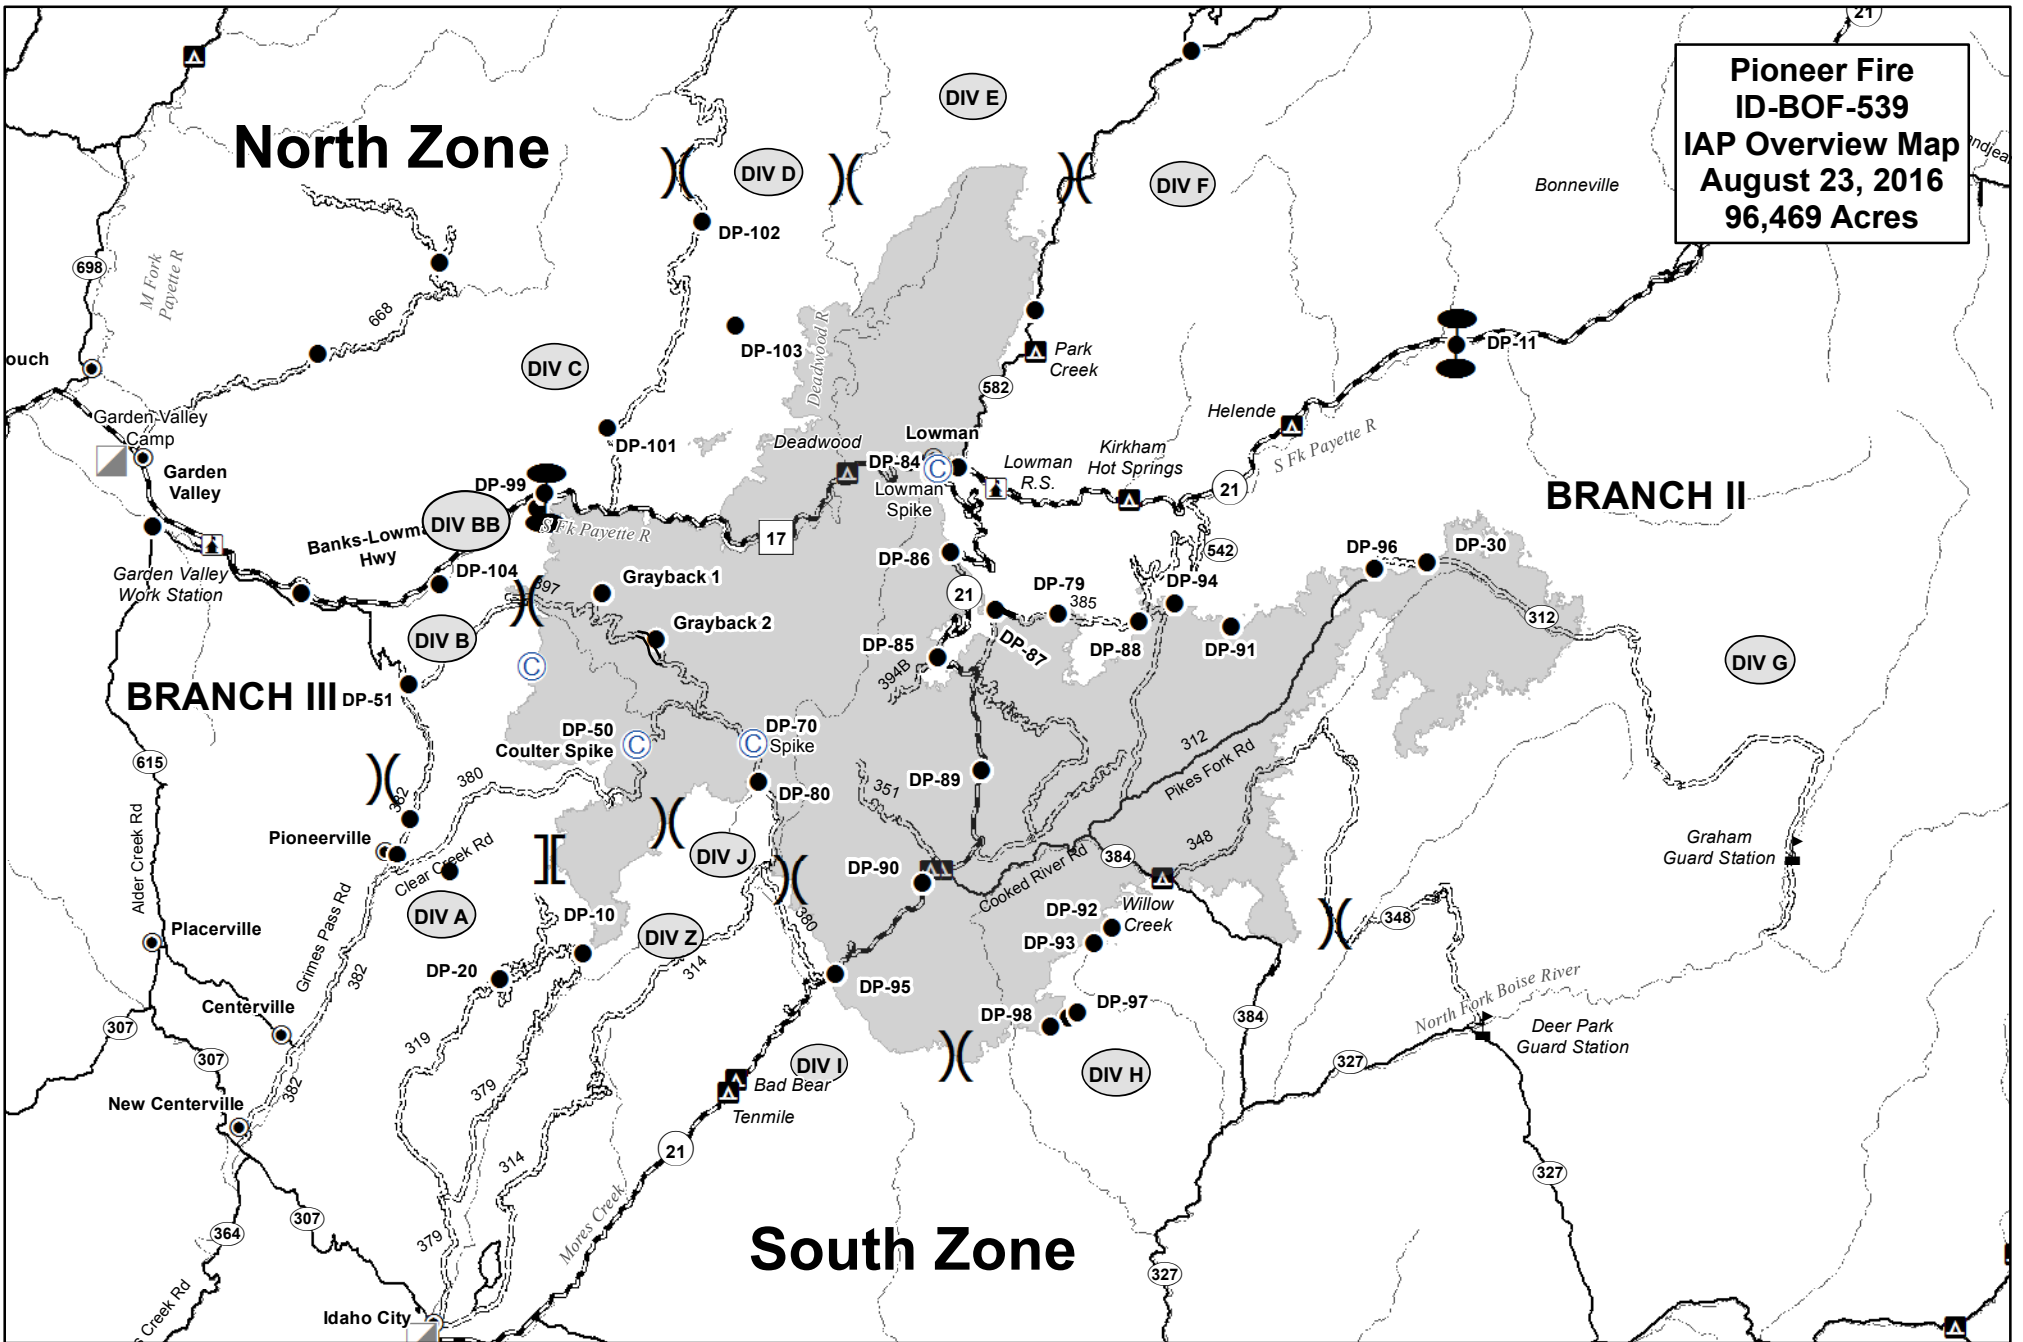 21
Pioneer Fire
ID-BOF-539
IAP Overview Map
August 23, 2016
96,469 Acres
North Zone
DIV E
DIV D
DIV F
Bonneville
DP-102
698
M Fork
Payette R
668
DP-103
Deadwood R
DIV C
Park
Creek
582
DP-11
Helende
S Fk Payette R
Garden Valley
Camp
Garden
Valley
DP-101
Deadwood
Lowman
DP-84
Lowman
Spike
Lowman
R.S.
Kirkham
Hot Springs
21
BRANCH II
DP-99
DIV BB
S Fk Payette R
17
Banks-Lowm
Hwy
Garden Valley
Work Station
DP-104
DP-86
542
DP-96
DP-30
397
Grayback 1
Grayback 2
21
DP-79
385
DP-94
312
DIV B
DP-85
DP-87
DP-88
DP-91
DIV G
394B
BRANCH III
DP-51
C
DP-50
Coulter Spike
C
C
DP-70
Spike
C
312
Pikes Fork Rd
615
380
382
DP-80
DP-89
351
Alder Creek Rd
Pioneerville
Clear Creek Rd
DIV J
DP-90
Cooked River Rd
384
348
Graham
Guard Station
Grimes Pass Rd
DIV A
DP-10
DIV Z
380
DP-92
Willow
Creek
DP-93
348
Placerville
382
DP-20
314
DP-95
Centerville
307
307
319
DP-98
DP-97
384
North Fork Boise River
Deer Park
Guard Station
327
382
379
DIV I
DIV H
Bad Bear
Tenmile
New Centerville
314
21
327
364
307
379
Mores Creek
South Zone
327
Creek Rd
Idaho City